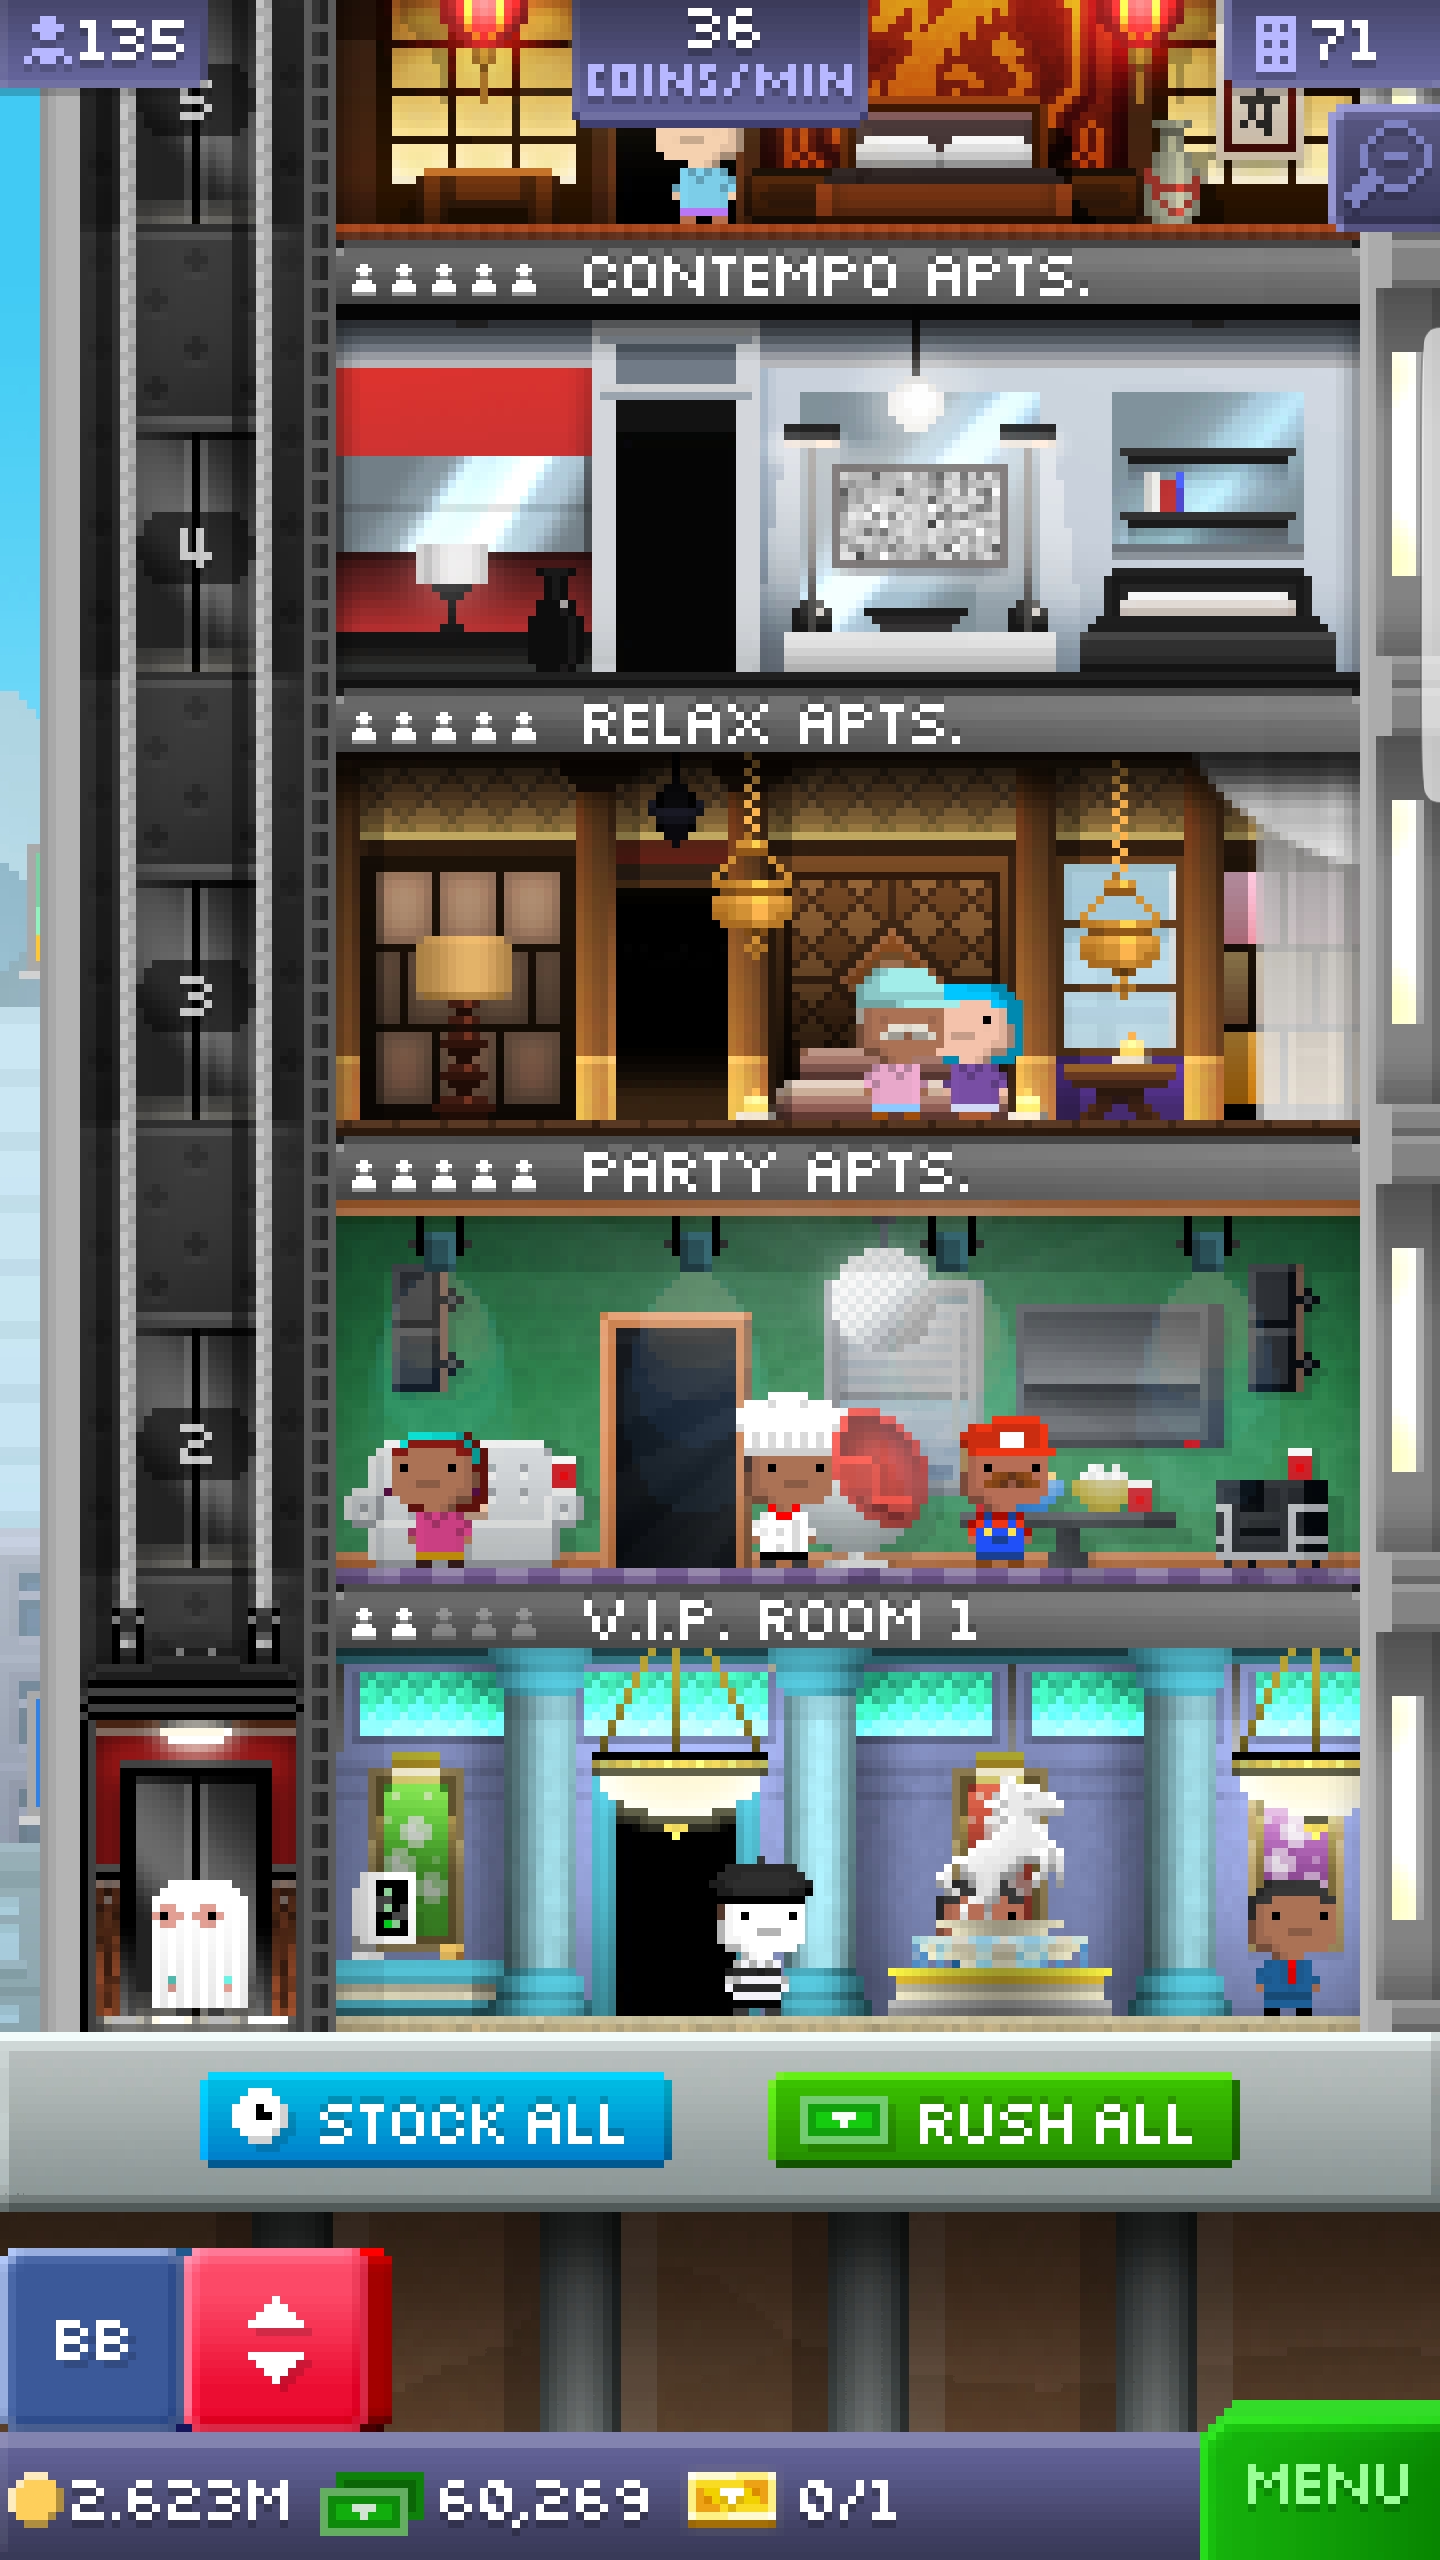 135
36
COINS/MIN
71
5
CONTEMPO APTS.
4
RELAX APTS.
3
PARTY APTS.
2
V.I.P. ROOM 1
STOCK ALL
RUSH ALL
BB
2.623M
60,269
0/1
MENU